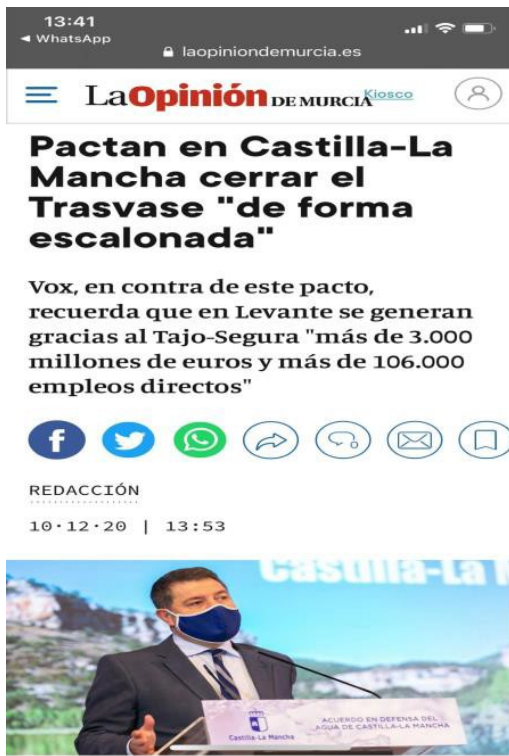 13:41
◀ WhatsApp
laopiniondemurcia.es
LaOpinión DE MURCIA
Kiosco
Pactan en Castilla-La
Mancha cerrar el
Trasvase "de forma
escalonada"
Vox, en contra de este pacto,
recuerda que en Levante se generan
gracias al Tajo-Segura "más de 3.000
millones de euros y más de 106.000
empleos directos"
REDACCIÓN
10·12·20 | 13:53
Castilla-La M
Castilla-La Mancha
ACUERDO EN DEFENSA DEL
AGUA DE CASTILLA-LA MANCHA